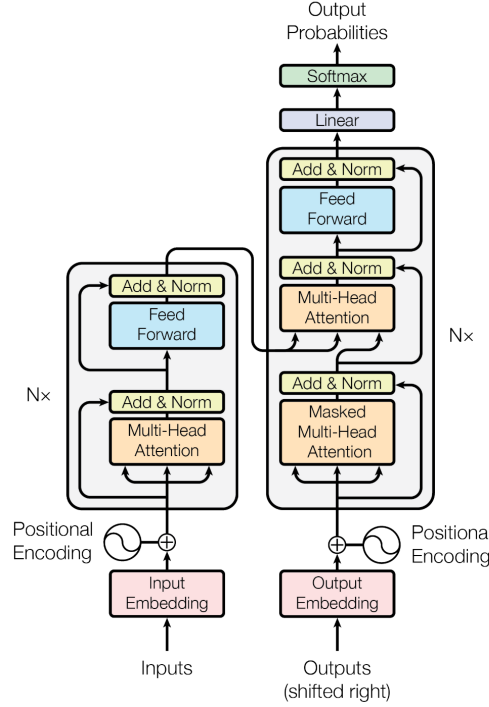 Output
Probabilities
Softmax
Linear
Add & Norm
Feed
Forward
Add & Norm
Multi-Head
Attention
Add & Norm
Masked
Multi-Head
Attention
Nx
Add & Norm
Feed
Forward
Add & Norm
Multi-Head
Attention
N×
Positional
Encoding
Positiona
Encoding
Input
Embedding
Output
Embedding
Inputs
Outputs
(shifted right)